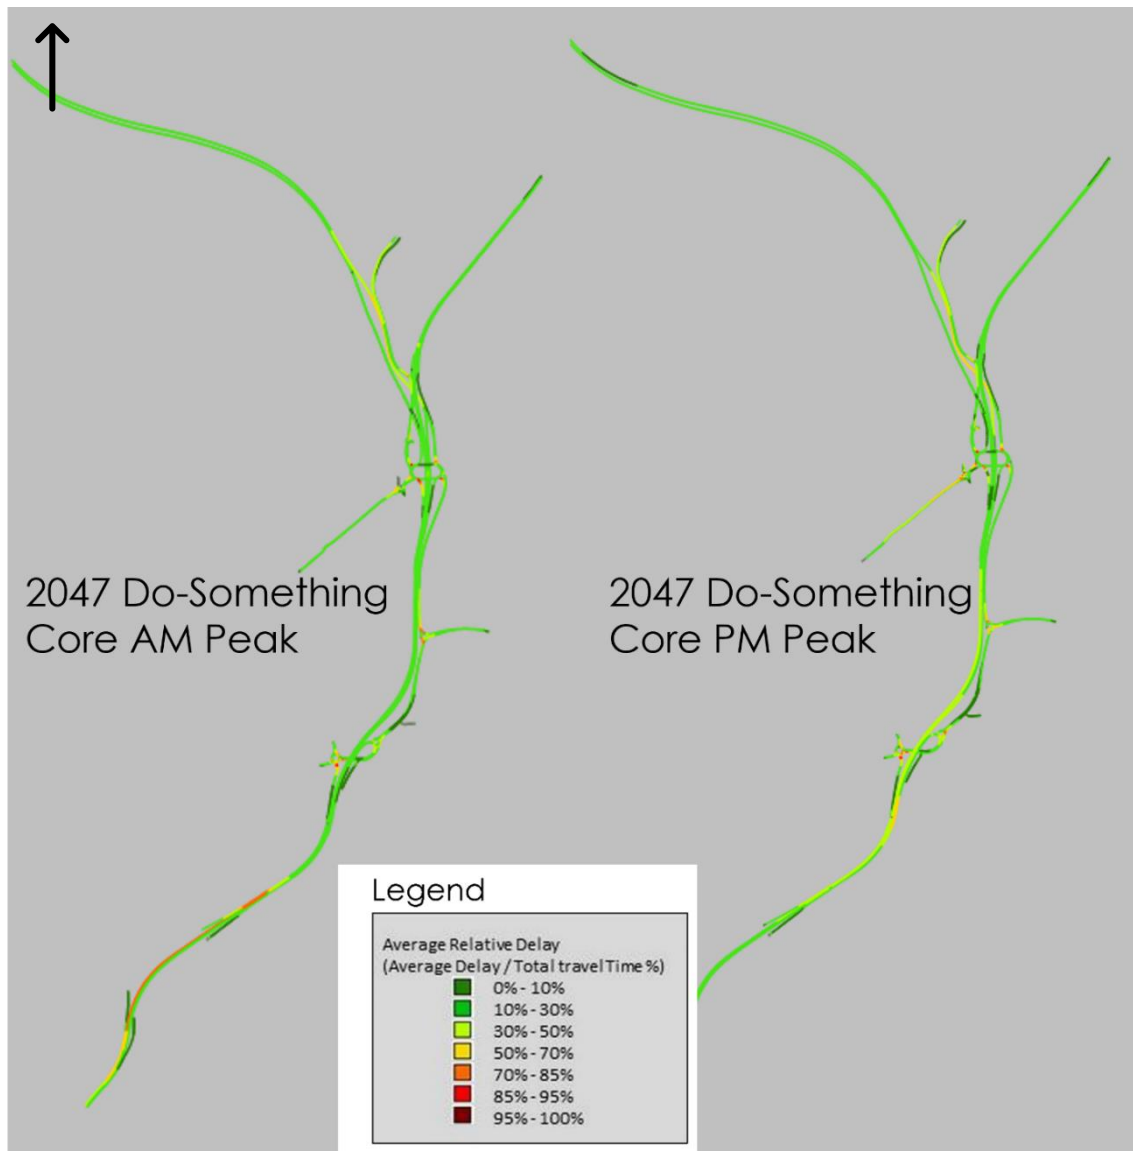 2047 Do-Something
Core AM Peak
2047 Do-Something
Core PM Peak
Legend
Average Relative Delay
(Average Delay / Total travel Time %)
0% - 10%
10% - 30%
30% - 50%
50% - 70%
70% - 85%
85% - 95%
95% - 100%